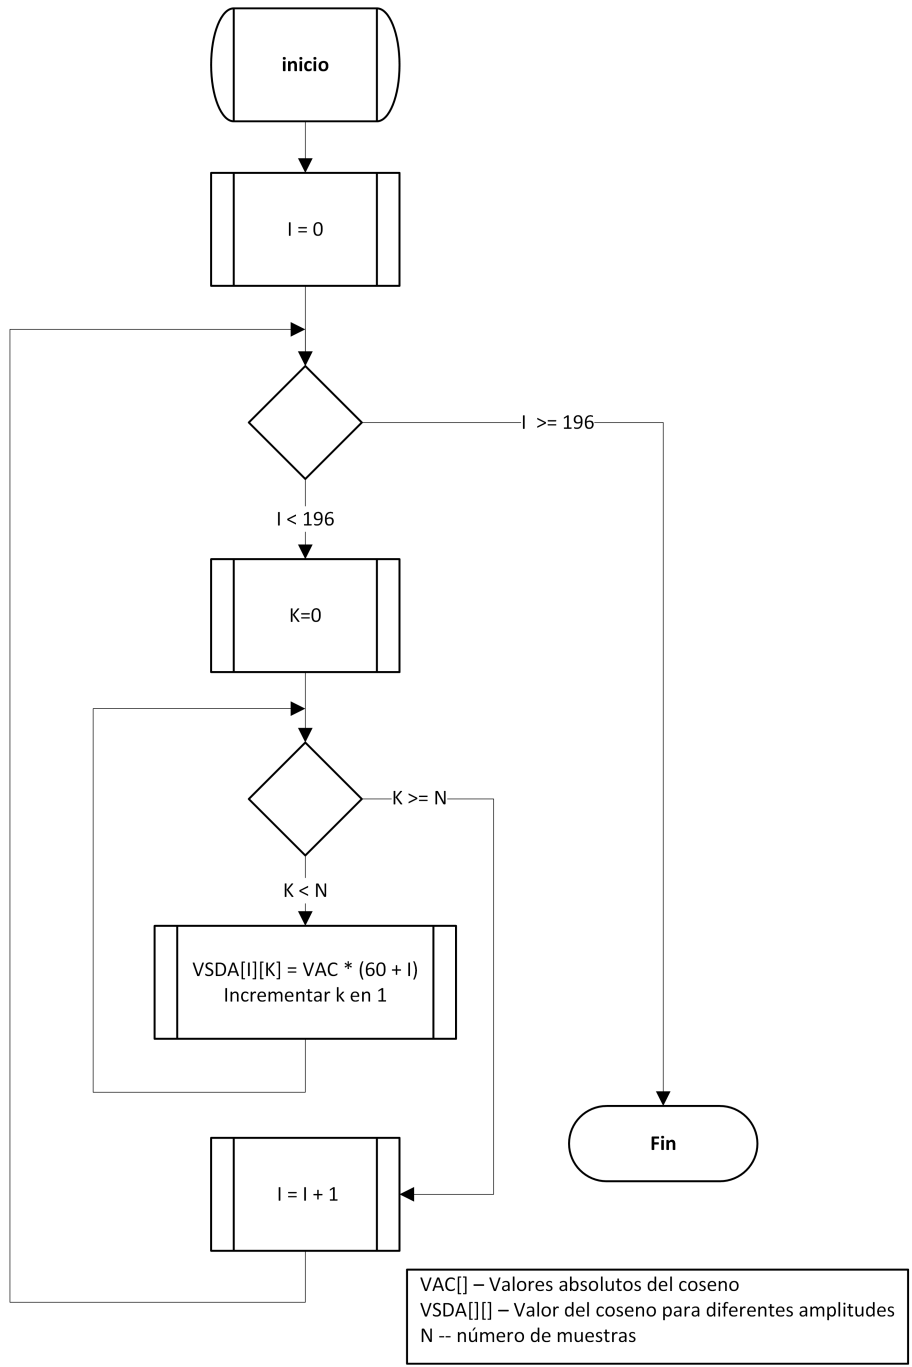 inicio
I = 0
I  >= 196
I < 196
K=0
K >= N
K < N
VSDA[I][K] = VAC * (60 + I)
Incrementar k en 1
Fin
I = I + 1
VAC[] – Valores absolutos del coseno
VSDA[][] – Valor del coseno para diferentes amplitudes
N -- número de muestras